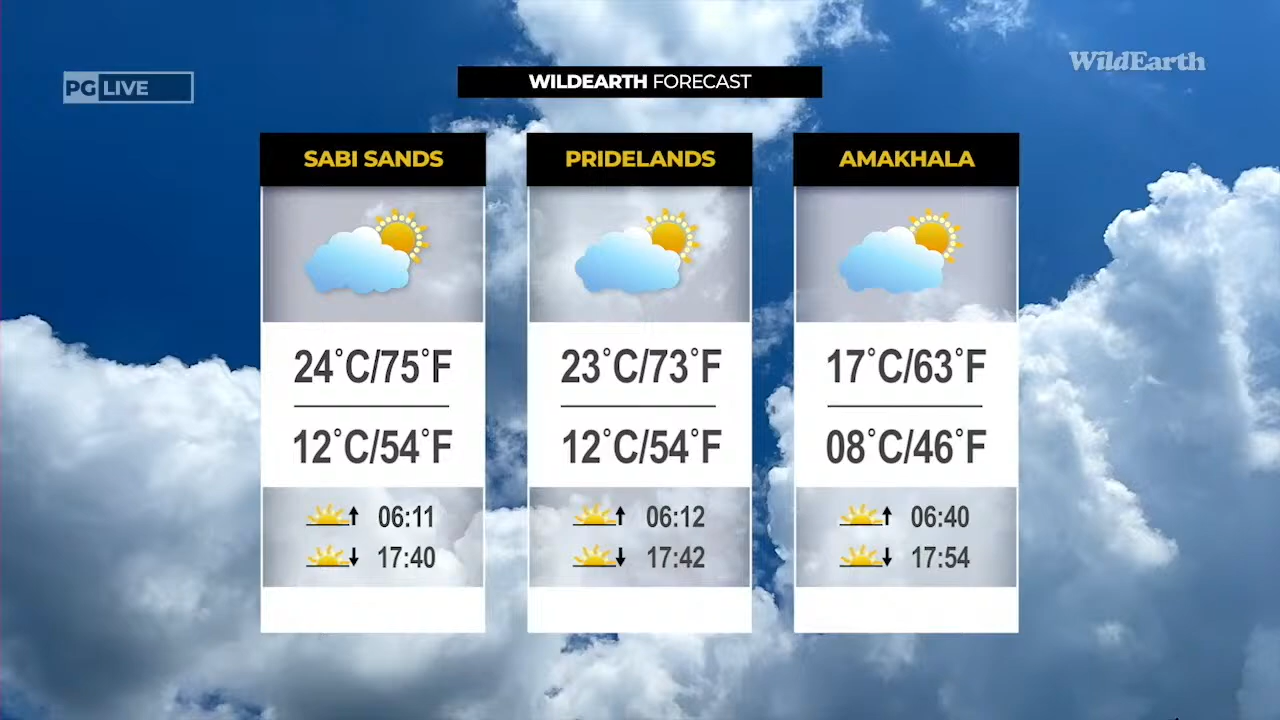 PG LIVE
WildEarth
WILDEARTH FORECAST
SABI SANDS
24°C/75°F
12°C/54°F
06:11
17:40
PRIDELANDS
23°C/73°F
12°C/54°F
06:12
17:42
AMAKHALA
17°C/63°F
08°C/46°F
06:40
17:54